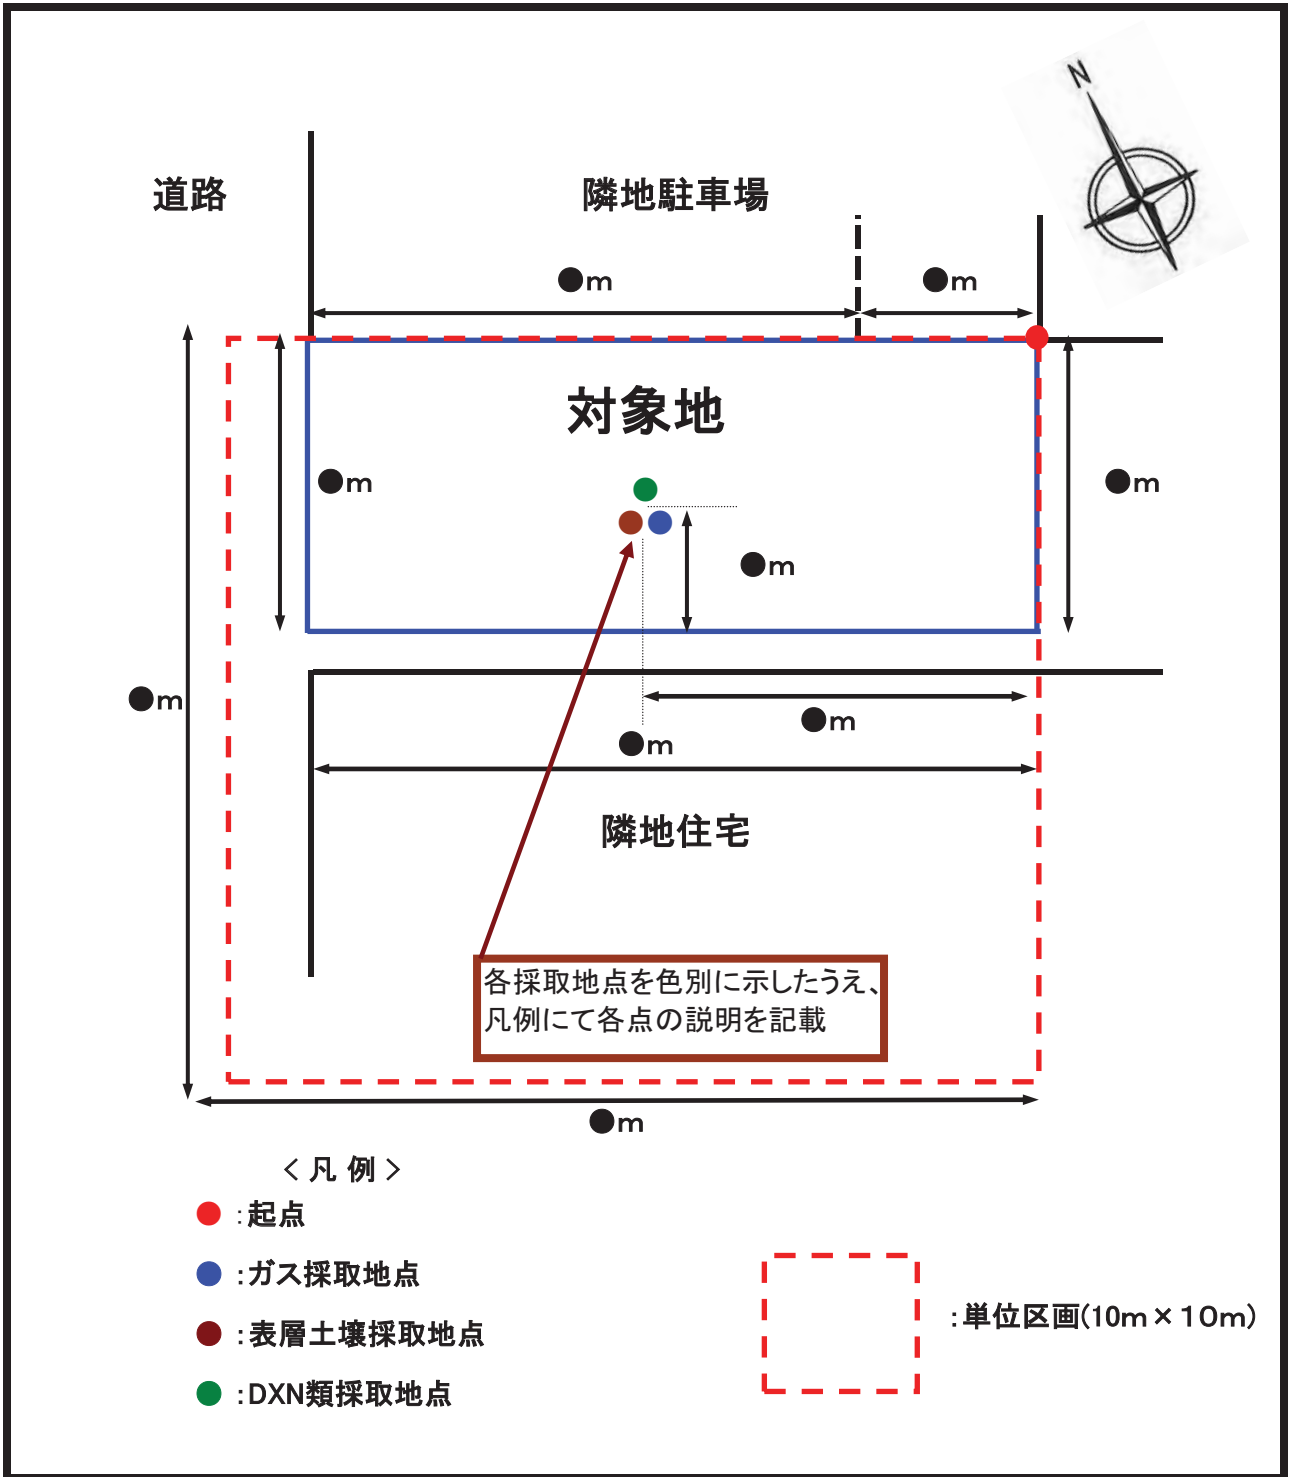 N
道路
隣地駐車場
●m
●m
対象地
●m
●m
●m
●m
●m
●m
隣地住宅
各採取地点を色別に示したうえ、
凡例にて各点の説明を記載
●m
＜凡 例＞
:起点
:ガス採取地点
:表層土壌採取地点
:DXN類採取地点
:単位区画(10m×10m)